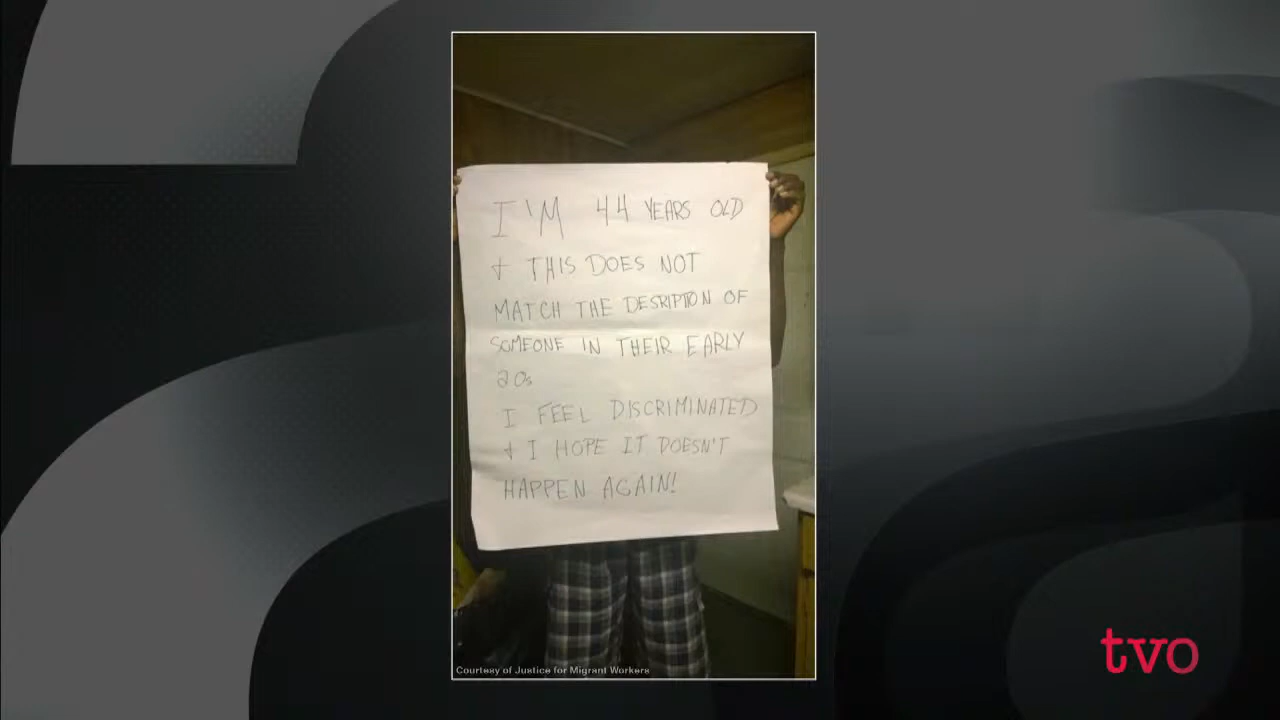 I'M 44 YEARS OLD
+ THIS DOES NOT
MATCH THE DESRIPTION OF
SOMEONE IN THEIR EARLY
20s
I FEEL DISCRIMINATED
+ I HOPE IT DOESN'T
HAPPEN AGAIN!
Courtesy of Justice for Migrant Workers
tvo